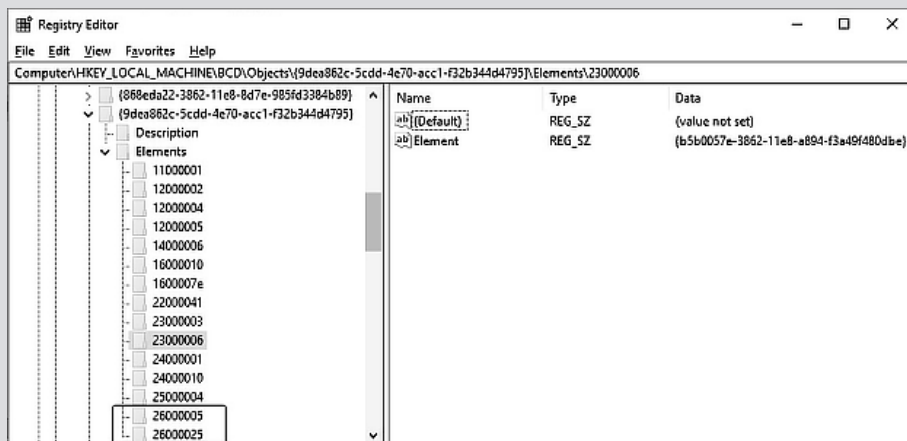 Registry Editor
File Edit View Favorites Help
Computer\HKEY_LOCAL_MACHINE\BCD\Objects\{9dea862c-5cdd-4e70-acc1-f32b344d4795}\Elements\23000006
{868eda22-3862-11e8-8d7e-985fd3384b89}
{9dea862c-5cdd-4e70-acc1-f32b344d4795}
Description
Elements
11000001
12000002
12000004
12000005
14000006
16000010
1600007e
22000041
23000003
23000006
24000001
24000010
25000004
26000005
26000025
Name Type Data
(Default) REG_SZ (value not set)
Element REG_SZ {b5b0057e-3862-11e8-a894-f3a49f480dbe}